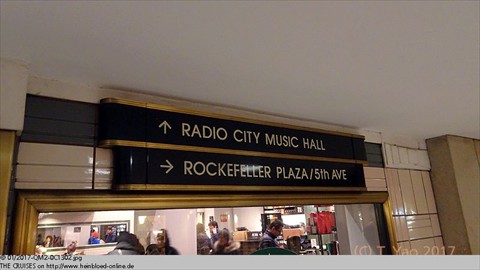 ↑ RADIO CITY MUSIC HALL
→ ROCKEFELLER PLAZA/5th AVE
(C) T. Yao 2017
© 01/2017-QM2-DC1302.jpg
THE CRUISES on http://www.heinbloed-online.de